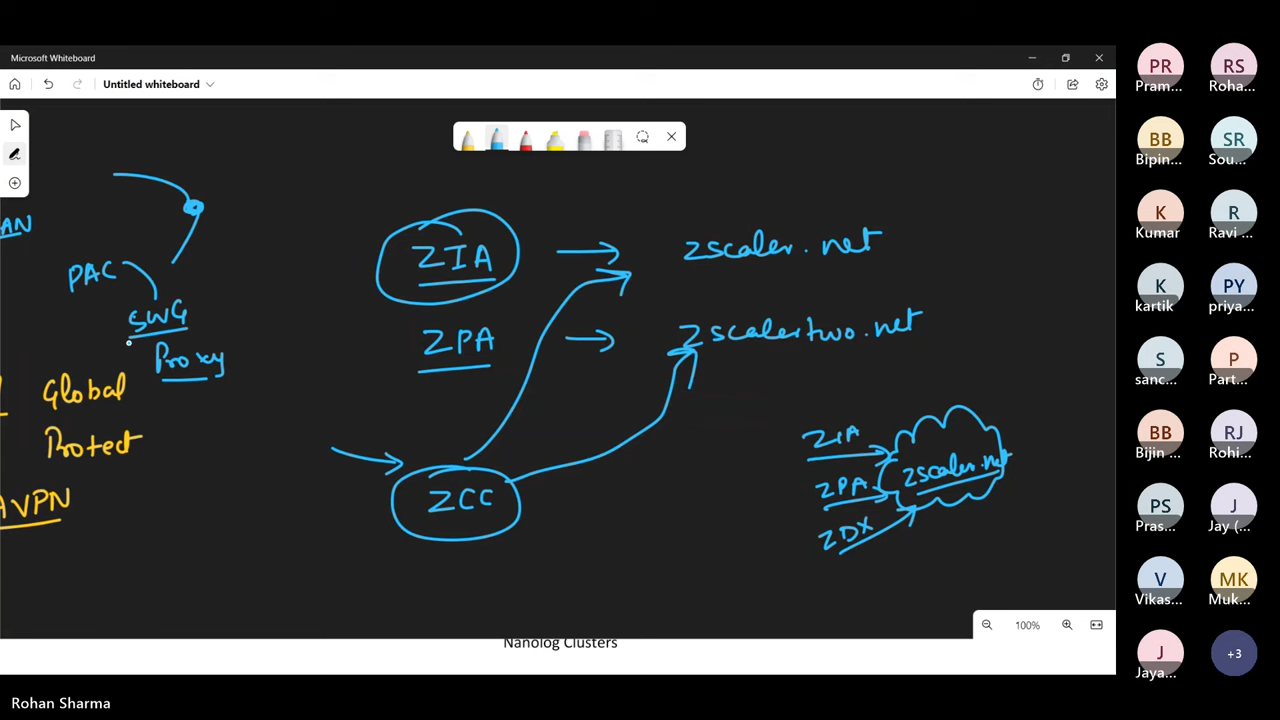 Microsoft Whiteboard
Untitled whiteboard
AN
PAC
SWG
Proxy
Global
Protect
AVPN
ZIA → zscaler.net
ZPA → zscalertwo.net
ZCC
ZIA
ZPA
ZDX
zscaler.net
100%
Nanolog Clusters
Rohan Sharma
PR
Pram...
RS
Roha...
BB
Bipin...
SR
Sou...
K
Kumar
R
Ravi ...
K
kartik
PY
priya...
S
sanc...
P
Part...
BB
Bijin ...
RJ
Rohi...
PS
Pras...
J
Jay (...
V
Vikas...
MK
Muk...
J
Jaya...
+3